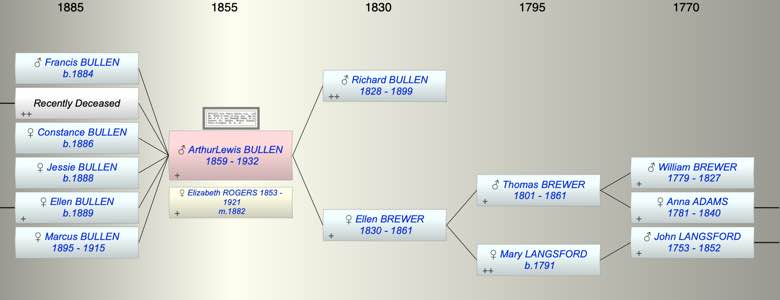 1885 1855 1830 1795 1770
♂ Francis BULLEN
b.1884
Recently Deceased
++
♀ Constance BULLEN
b.1886
♀ Jessie BULLEN
b.1888
♀ Ellen BULLEN
b.1889
+
♀ Marcus BULLEN
1895 - 1915
♂ ArthurLewis BULLEN
1859 - 1932
+
♀ Elizabeth ROGERS 1853 -
1921
m.1882
+
♂ Richard BULLEN
1828 - 1899
++
♀ Ellen BREWER
1830 - 1861
+
♂ Thomas BREWER
1801 - 1861
+
♀ Mary LANGSFORD
b.1791
++
♂ William BREWER
1779 - 1827
+
♀ Anna ADAMS
1781 - 1840
+
♂ John LANGSFORD
1753 - 1852
+